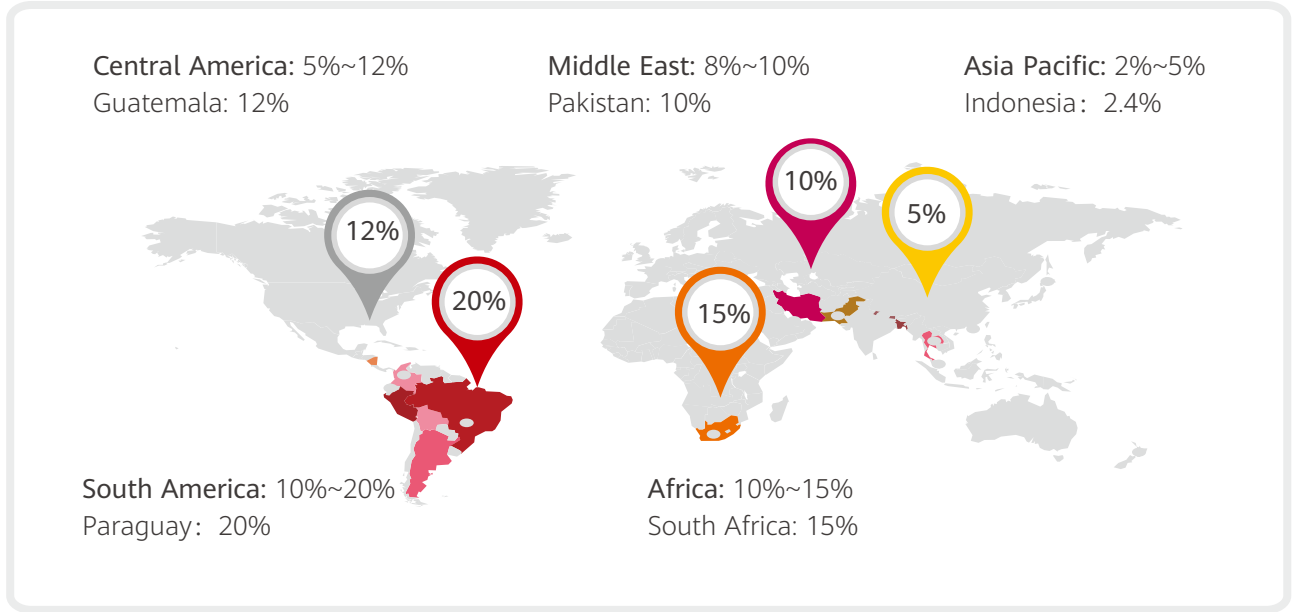 Central America: 5%~12%
Guatemala: 12%
Middle East: 8%~10%
Pakistan: 10%
Asia Pacific: 2%~5%
Indonesia： 2.4%
10%
5%
12%
20%
15%
South America: 10%~20%
Paraguay： 20%
Africa: 10%~15%
South Africa: 15%